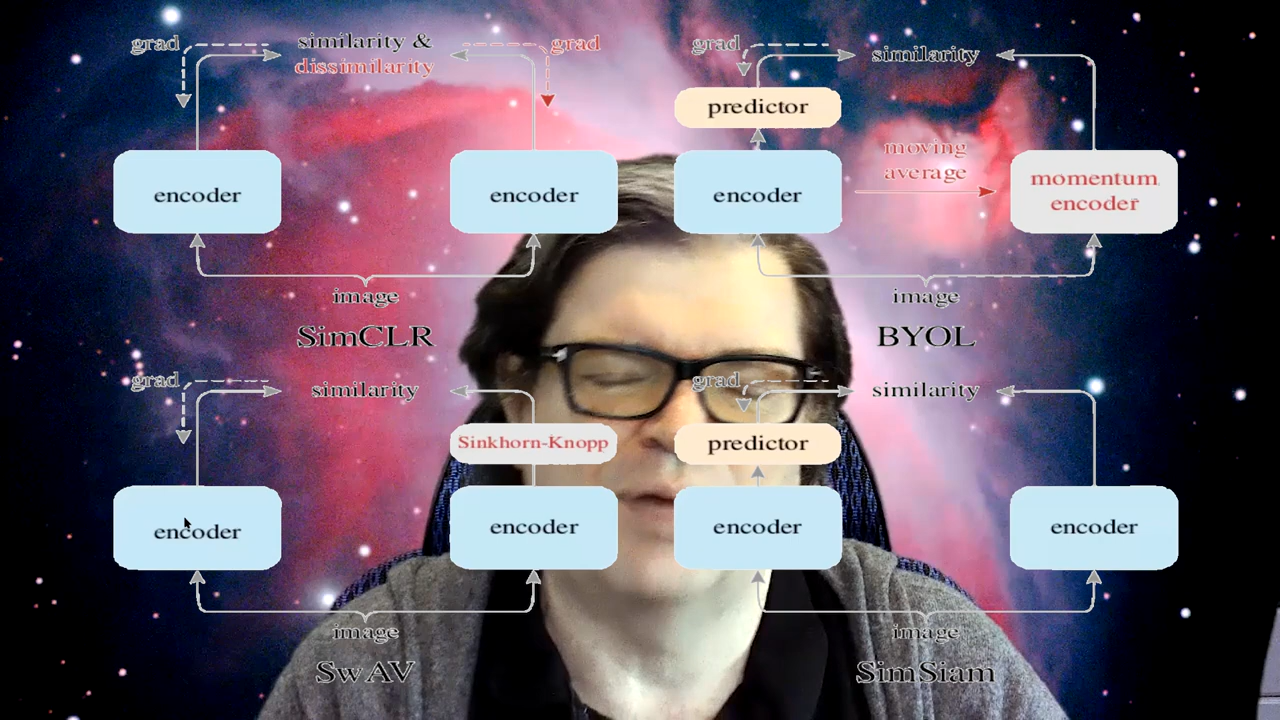 grad similarity & grad
dissimilarity
encoder encoder
image
SimCLR
grad similarity
predictor
moving
average
encoder momentum
encoder
image
BYOL
grad similarity
Sinkhorn-Knopp
encoder encoder
image
SwAV
grad similarity
predictor
encoder encoder
image
SimSiam